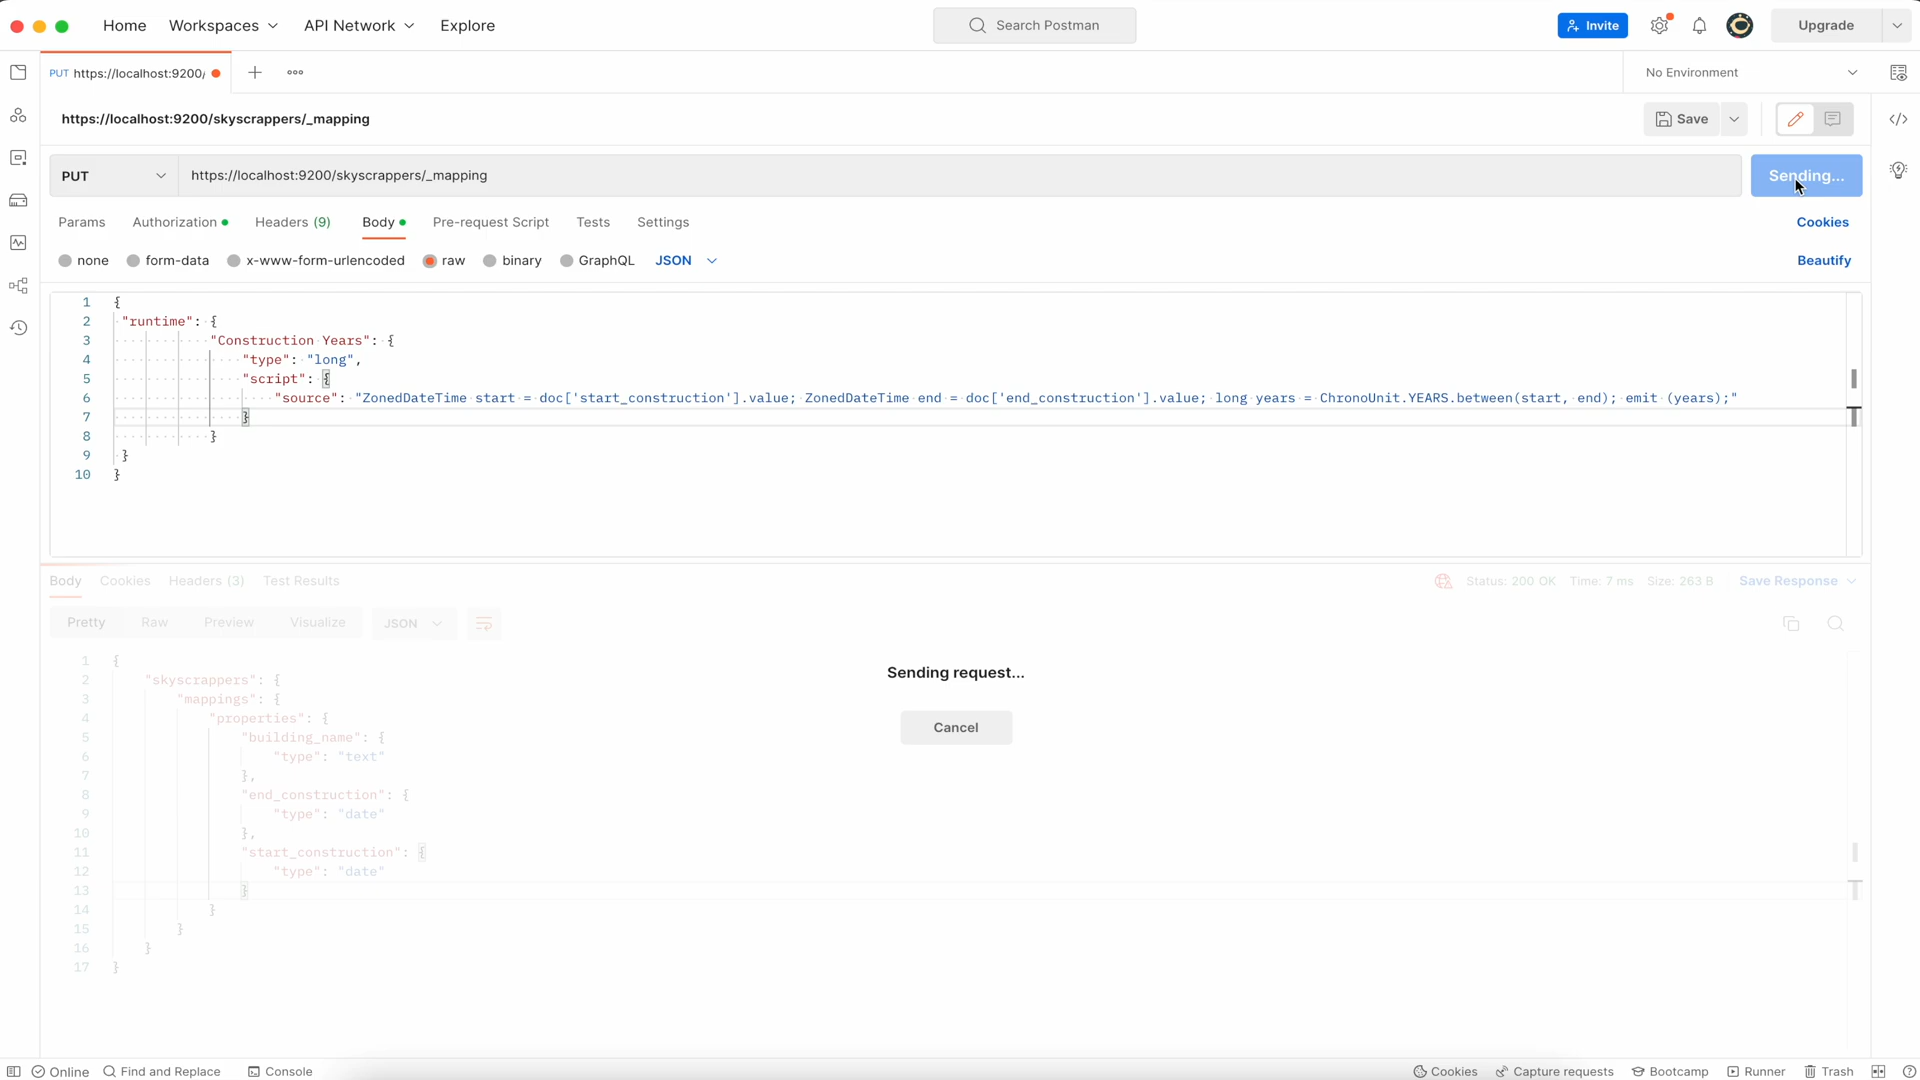 Home Workspaces API Network Explore Search Postman Invite Upgrade
PUT https://localhost:9200/ No Environment
https://localhost:9200/skyscrappers/_mapping Save
PUT https://localhost:9200/skyscrappers/_mapping Sending...
Params Authorization Headers (9) Body Pre-request Script Tests Settings Cookies
none form-data x-www-form-urlencoded raw binary GraphQL JSON Beautify
1 {
2 "runtime": {
3 "Construction Years": {
4 "type": "long",
5 "script": {
6 "source": "ZonedDateTime start = doc['start_construction'].value; ZonedDateTime end = doc['end_construction'].value; long years = ChronoUnit.YEARS.between(start, end); emit (years);"
7 }
8 }
9 }
10 }
Body Cookies Headers (3) Test Results Status: 200 OK Time: 7 ms Size: 263 B Save Response
Pretty Raw Preview Visualize JSON
Sending request...
Cancel
1 {
2 "skyscrappers": {
3 "mappings": {
4 "properties": {
5 "building_name": {
6 "type": "text"
7 },
8 "end_construction": {
9 "type": "date"
10 },
11 "start_construction": {
12 "type": "date"
13 }
14 }
15 }
16 }
17 }
Online Find and Replace Console Cookies Capture requests Bootcamp Runner Trash